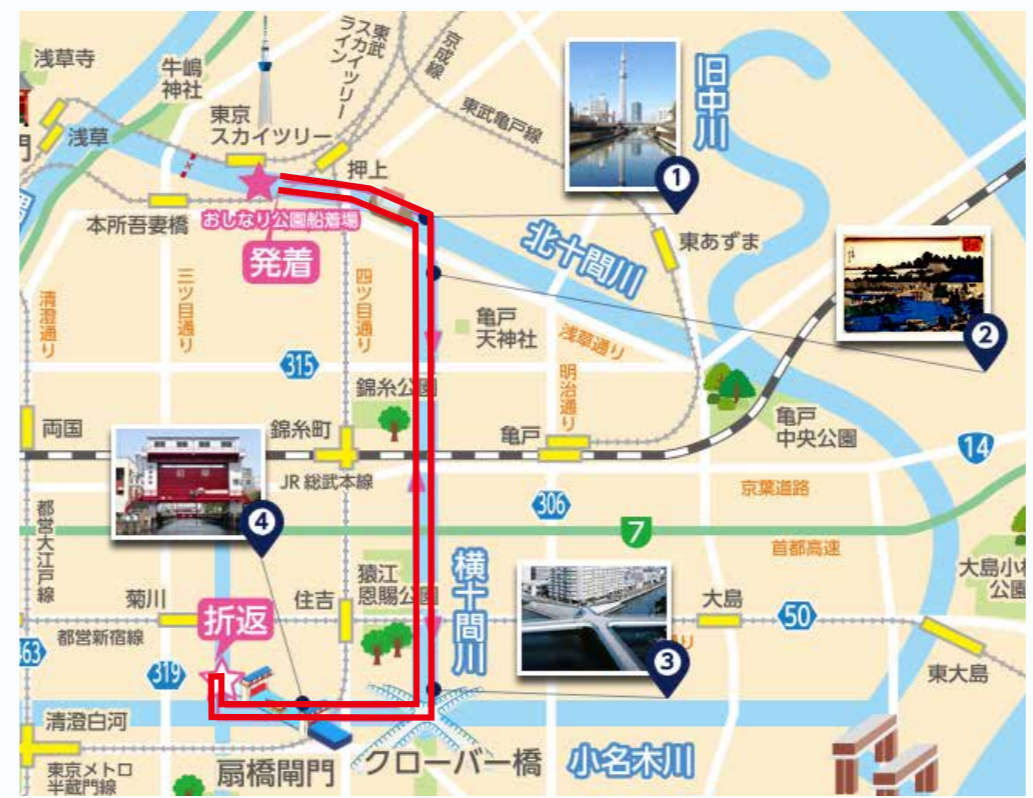 浅草寺
門
浅草
牛嶋
神社
東武
スカイツリー
ライン
京成線
東京
スカイツリー
押上
東武亀戸線
旧中川
①
本所吾妻橋
おしなり公園船着場
発着
北十間川
東あずま
②
清澄通り
三ツ目通り
四ツ目通り
亀戸
天神社
浅草通り
明治通り
315
錦糸公園
両国
錦糸町
亀戸
亀戸
中央公園
14
JR 総武本線
京葉道路
④
306
7
首都高速
都営大江戸線
猿江
恩賜公園
横十間川
大島小松
公園
菊川
住吉
大島
50
折返
都営新宿線
通り
63
319
③
東大島
清澄白河
扇橋閘門
クローバー橋
小名木川
東京メトロ
半蔵門線